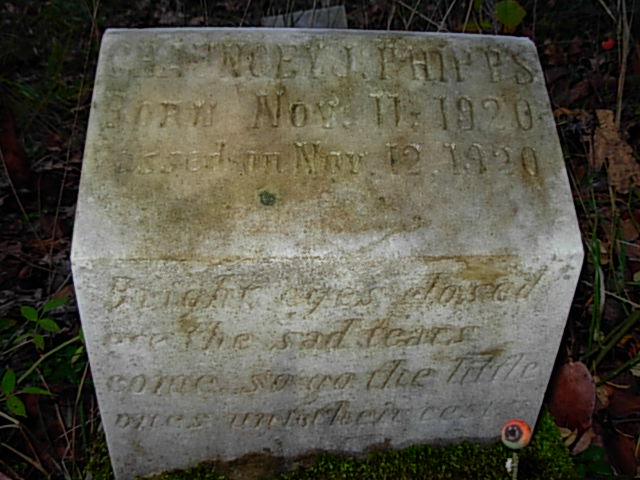 CHAUNCEY J. PHIPPS
BORN NOV. 11. 1920
Passed on Nov. 12. 1920
Bright eyes closed
ere the sad tears
come so go the little
ones unto their rest